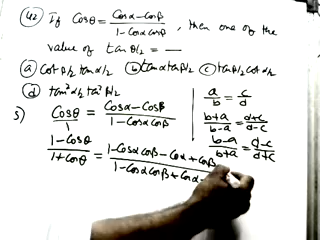 (42) If Cosθ = (Cosα - Cosβ)/(1 - Cosα cosβ), then one of the
value of tan θ/2 = —
(a) Cot β/2 tan α/2 (b) tan α/2 tan β/2 (c) tan β/2 cot α/2
(d) tan² α/2 tan² β/2
S) Cosθ/1 = (Cosα - Cosβ)/(1 - Cosα cosβ)
(1 - Cosθ)/(1 + Cosθ) = (1 - Cosα cosβ - Cosα + Cosβ)/(1 - Cosα cosβ + Cosα -
a/b = c/d
(b+a)/(b-a) = (d+c)/(d-c)
(b-a)/(b+a) = (d-c)/(d+c)